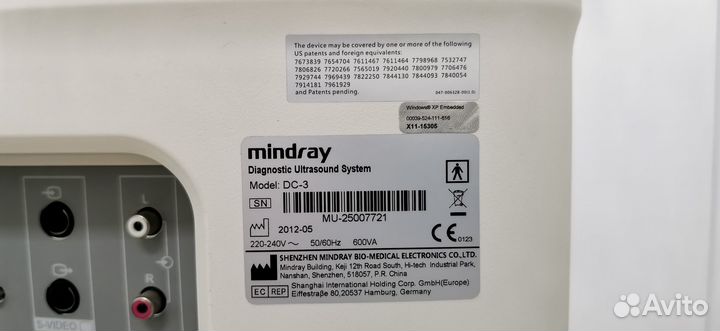 The device may be covered by one or more of the following
US patents and foreign equivalents:
7673839 7654704 7611467 7611464 7798968 7532747
7806826 7720266 7565019 7920440 7800979 7706476
7929744 7969439 7822250 7844130 7844093 7840054
7914181 7961929
and Patents pending.
Windows® XP Embedded
X11-15305
mindray
Diagnostic Ultrasound System
Model: DC-3
SN
MU-25007721
2012-05
220-240V~ 50/60Hz 600VA
CE 0123
SHENZHEN MINDRAY BIO-MEDICAL ELECTRONICS CO.,LTD.
Mindray Building, Keji 12th Road South, Hi-tech Industrial Park,
Nanshan, Shenzhen, 518057, P.R. China
EC REP
Shanghai International Holding Corp. GmbH(Europe)
Eiffestraße 80,20537 Hamburg, Germany
L
R
S-VIDEO
Avito